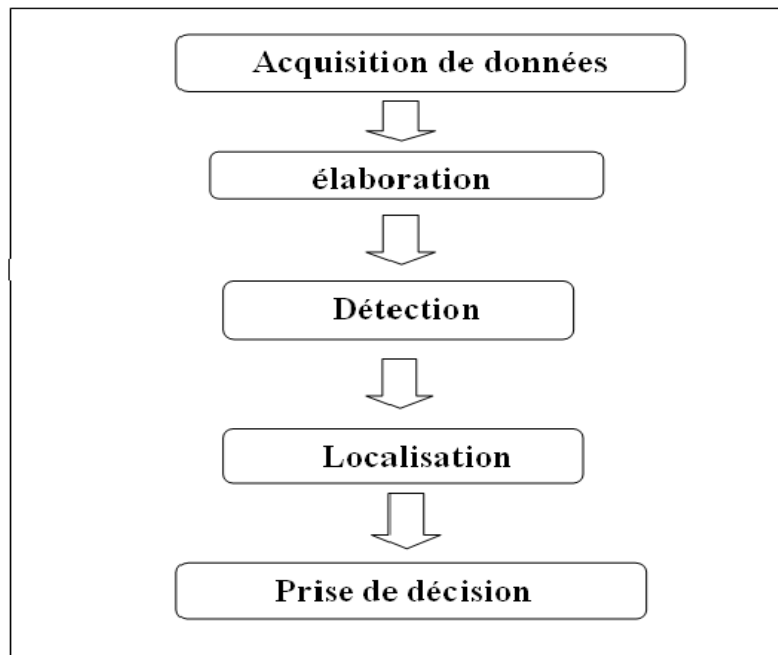 Acquisition de données
élaboration
Détection
Localisation
Prise de décision